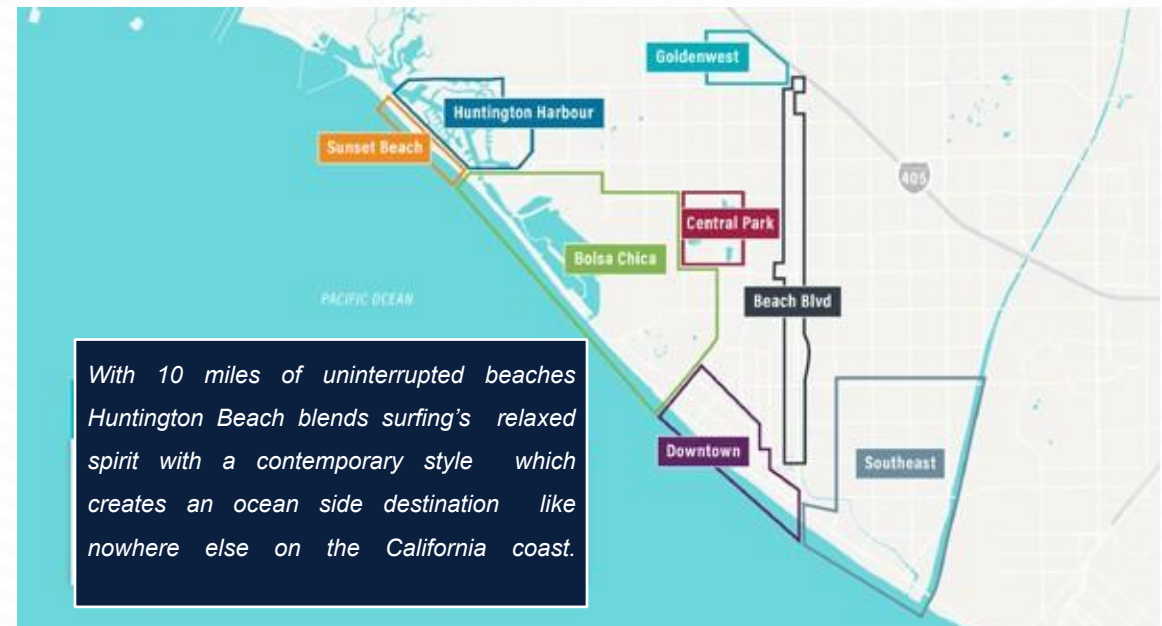 Goldenwest
Huntington Harbour
Sunset Beach
405
Central Park
Bolsa Chica
PACIFIC OCEAN
Beach Blvd
With 10 miles of uninterrupted beaches
Huntington Beach blends surfing’s relaxed
spirit with a contemporary style which
creates an ocean side destination like
nowhere else on the California coast.
Downtown
Southeast